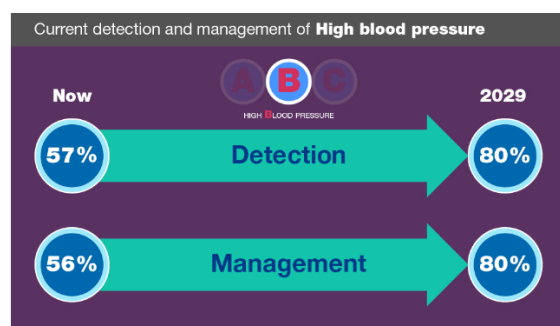 Current detection and management of High blood pressure
A B C
HIGH BLOOD PRESSURE
Now
2029
57%
Detection
80%
56%
Management
80%